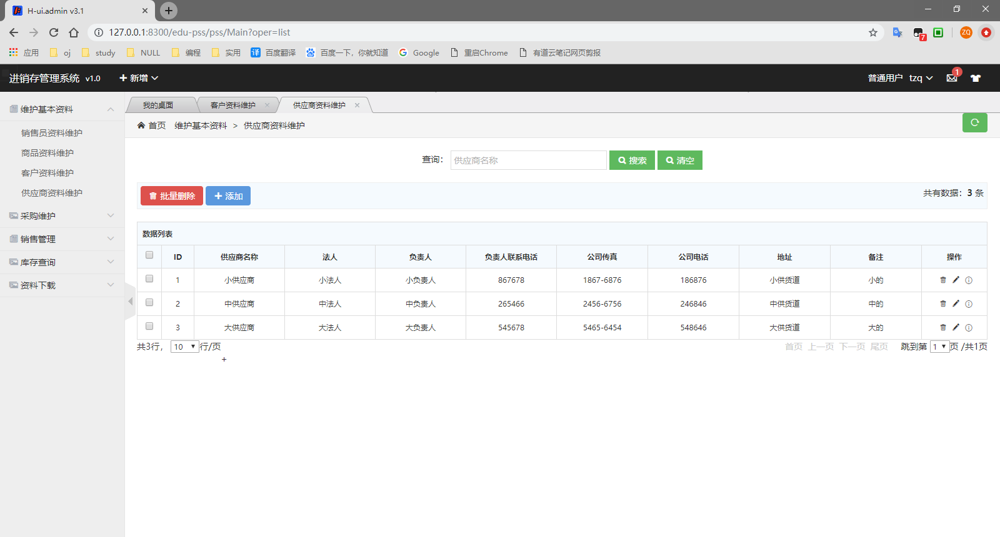 H-ui.admin v3.1
127.0.0.1:8300/edu-pss/pss/Main?oper=list
7
ZQ
应用 oj study NULL 编程 实用 译 百度翻译 百度一下，你就知道 Google 重启Chrome 有道云笔记网页剪报
进销存管理系统 v1.0 新增 普通用户 tzq 1
维护基本资料
销售员资料维护
商品资料维护
客户资料维护
供应商资料维护
采购维护
销售管理
库存查询
资料下载
我的桌面 客户资料维护 供应商资料维护
首页 维护基本资料 > 供应商资料维护
查询： 供应商名称 搜索 清空
批量删除 添加 共有数据：3 条
数据列表
ID 供应商名称 法人 负责人 负责人联系电话 公司传真 公司电话 地址 备注 操作
1 小供应商 小法人 小负责人 867678 1867-6876 186876 小供货道 小的
2 中供应商 中法人 中负责人 265466 2456-6756 246846 中供货道 中的
3 大供应商 大法人 大负责人 545678 5465-6454 548646 大供货道 大的
共3行， 10 行/页 首页 上一页 下一页 尾页 跳到第 1 页 /共1页